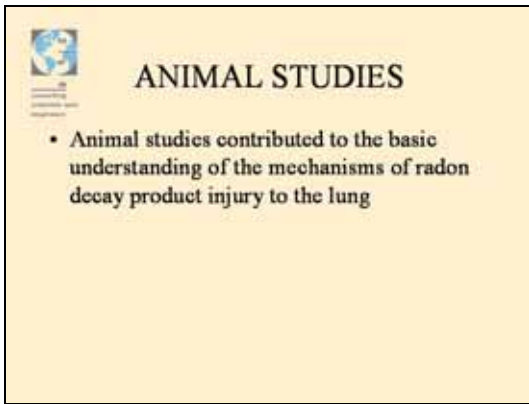 ANIMAL STUDIES
• Animal studies contributed to the basic
understanding of the mechanisms of radon
decay product injury to the lung